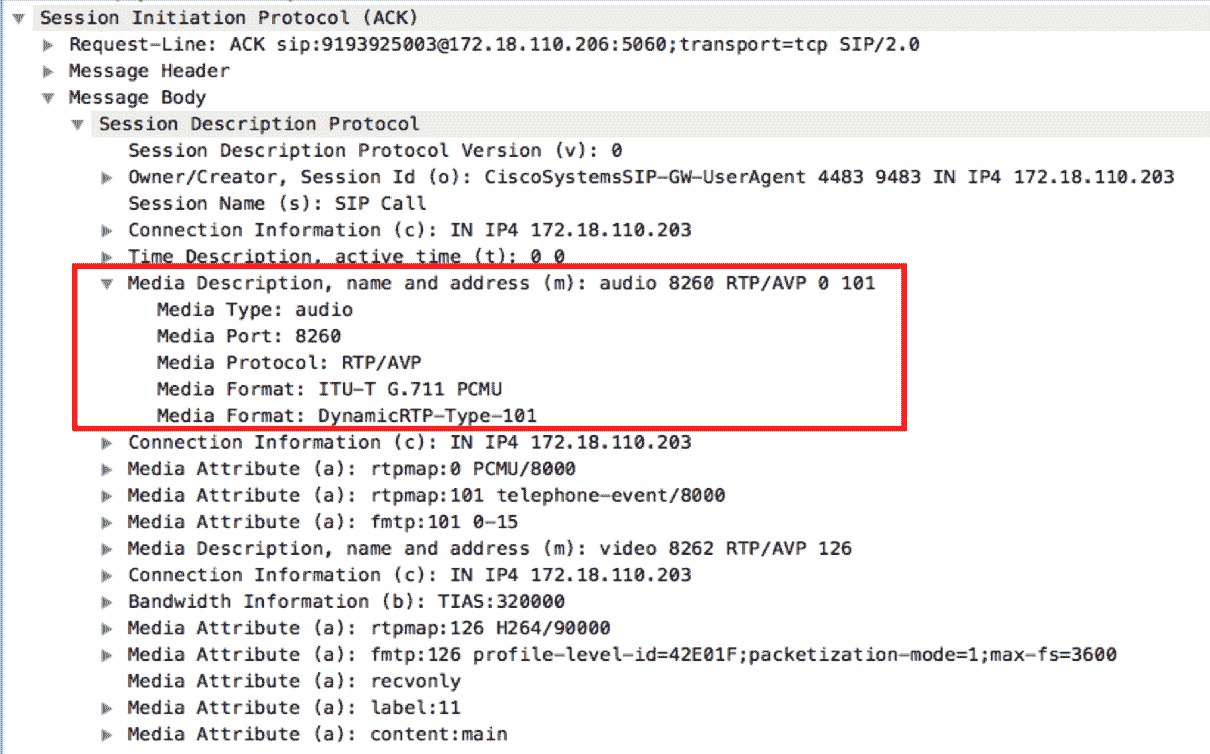 Session Initiation Protocol (ACK)
Request-Line: ACK sip:9193925003@172.18.110.206:5060;transport=tcp SIP/2.0
Message Header
Message Body
Session Description Protocol
Session Description Protocol Version (v): 0
Owner/Creator, Session Id (o): CiscoSystemsSIP-GW-UserAgent 4483 9483 IN IP4 172.18.110.203
Session Name (s): SIP Call
Connection Information (c): IN IP4 172.18.110.203
Time Description, active time (t): 0 0
Media Description, name and address (m): audio 8260 RTP/AVP 0 101
Media Type: audio
Media Port: 8260
Media Protocol: RTP/AVP
Media Format: ITU-T G.711 PCMU
Media Format: DynamicRTP-Type-101
Connection Information (c): IN IP4 172.18.110.203
Media Attribute (a): rtpmap:0 PCMU/8000
Media Attribute (a): rtpmap:101 telephone-event/8000
Media Attribute (a): fmtp:101 0-15
Media Description, name and address (m): video 8262 RTP/AVP 126
Connection Information (c): IN IP4 172.18.110.203
Bandwidth Information (b): TIAS:320000
Media Attribute (a): rtpmap:126 H264/90000
Media Attribute (a): fmtp:126 profile-level-id=42E01F;packetization-mode=1;max-fs=3600
Media Attribute (a): recvonly
Media Attribute (a): label:11
Media Attribute (a): content:main